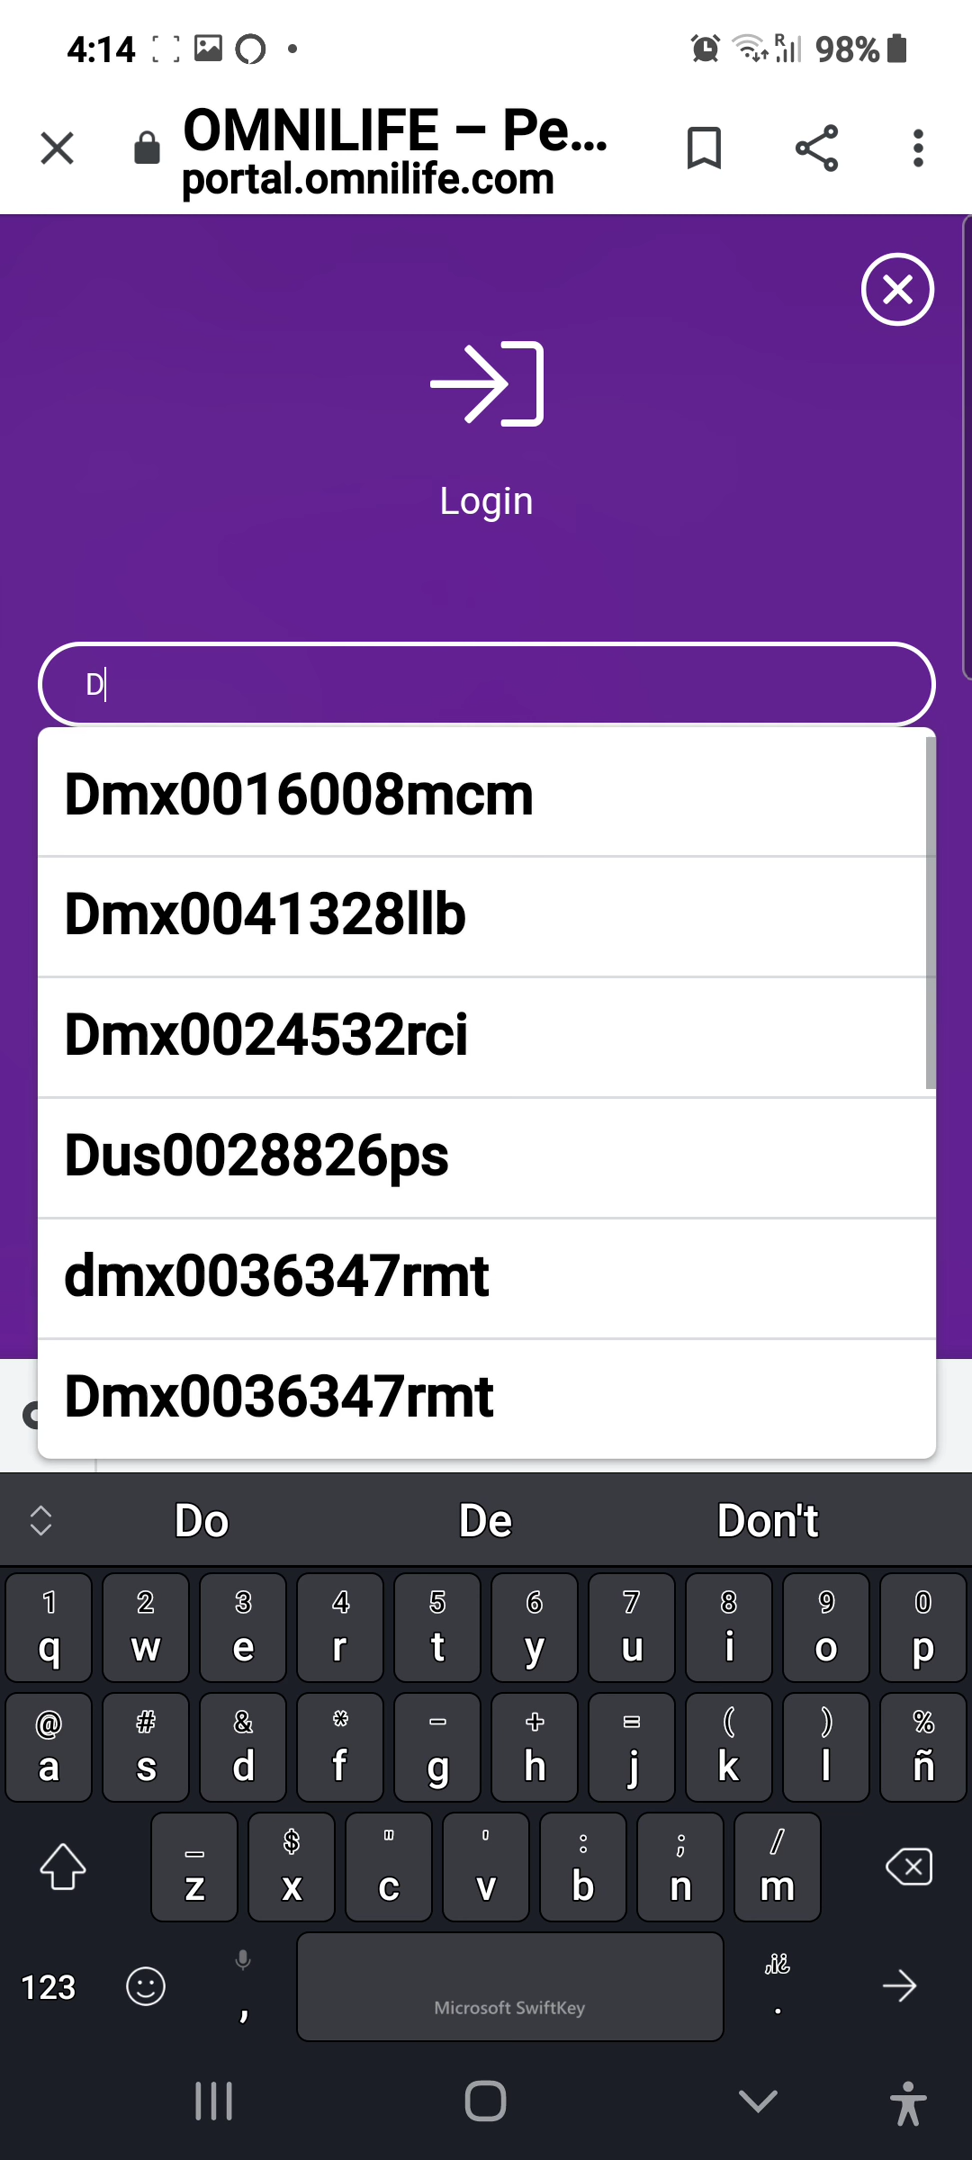 4:14 R 98%
OMNILIFE – Pe...
portal.omnilife.com
Login
D
Dmx0016008mcm
Dmx0041328llb
Dmx0024532rci
Dus0028826ps
dmx0036347rmt
Dmx0036347rmt
Do De Don't
1 2 3 4 5 6 7 8 9 0
q w e r t y u i o p
@ # & * – + = ( ) %
a s d f g h j k l ñ
_ $ " ' : ; /
z x c v b n m
123 , Microsoft SwiftKey ,¡¿ .